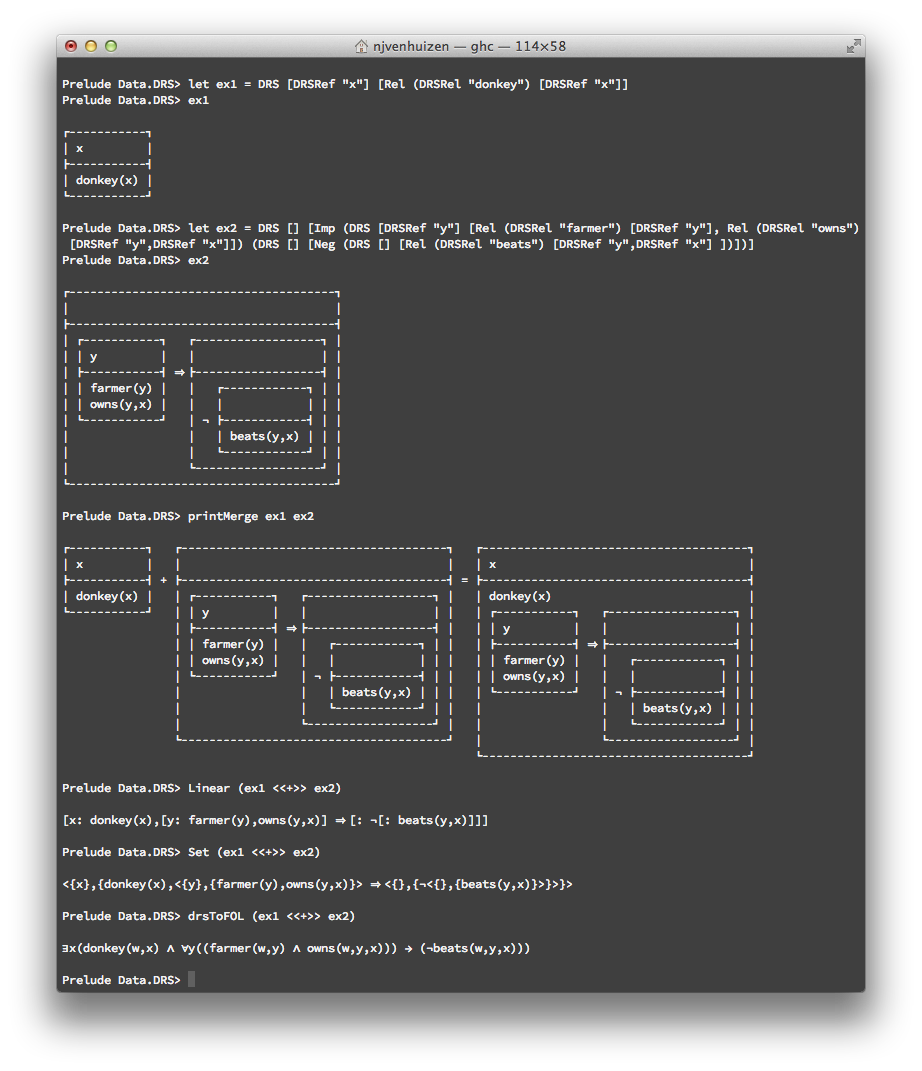 njvenhuizen — ghc — 114×58
Prelude Data.DRS> let ex1 = DRS [DRSRef "x"] [Rel (DRSRel "donkey") [DRSRef "x"]]
Prelude Data.DRS> ex1
x
donkey(x)
Prelude Data.DRS> let ex2 = DRS [] [Imp (DRS [DRSRef "y"] [Rel (DRSRel "farmer") [DRSRef "y"], Rel (DRSRel "owns")
[DRSRef "y",DRSRef "x"]]) (DRS [] [Neg (DRS [] [Rel (DRSRel "beats") [DRSRef "y",DRSRef "x"] ])])]
Prelude Data.DRS> ex2
y
⇒
farmer(y)
owns(y,x)
¬
beats(y,x)
Prelude Data.DRS> printMerge ex1 ex2
x x
+ =
donkey(x) donkey(x)
y y
⇒ ⇒
farmer(y) farmer(y)
owns(y,x) owns(y,x)
¬ ¬
beats(y,x) beats(y,x)
Prelude Data.DRS> Linear (ex1 <<+>> ex2)
[x: donkey(x),[y: farmer(y),owns(y,x)] ⇒ [: ¬[: beats(y,x)]]]
Prelude Data.DRS> Set (ex1 <<+>> ex2)
<{x},{donkey(x),<{y},{farmer(y),owns(y,x)}> ⇒ <{},{¬<{},{beats(y,x)}>}>}>
Prelude Data.DRS> drsToFOL (ex1 <<+>> ex2)
∃x(donkey(w,x) ∧ ∀y((farmer(w,y) ∧ owns(w,y,x))) → (¬beats(w,y,x)))
Prelude Data.DRS>